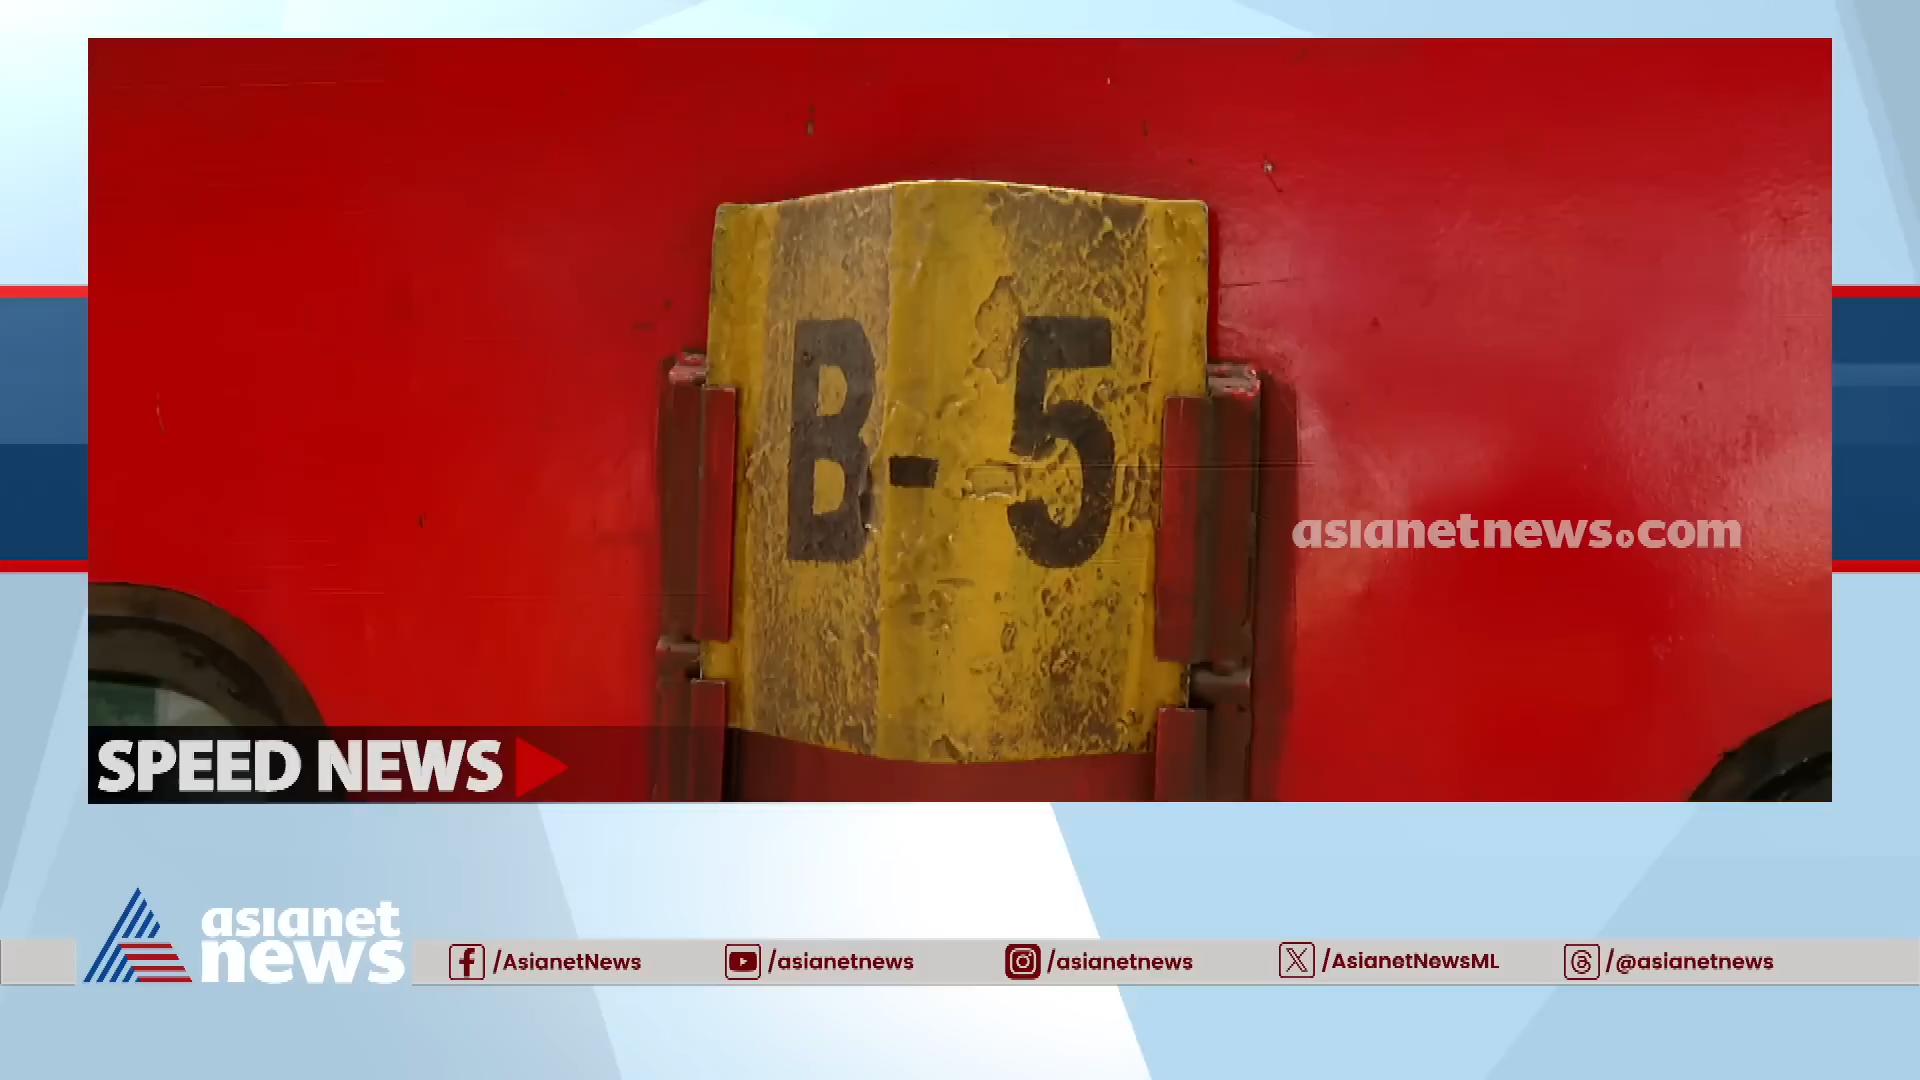 B-5
asianetnews.com
SPEED NEWS
asianet
news
/AsianetNews
/asianetnews
/asianetnews
/AsianetNewsML
/@asianetnews